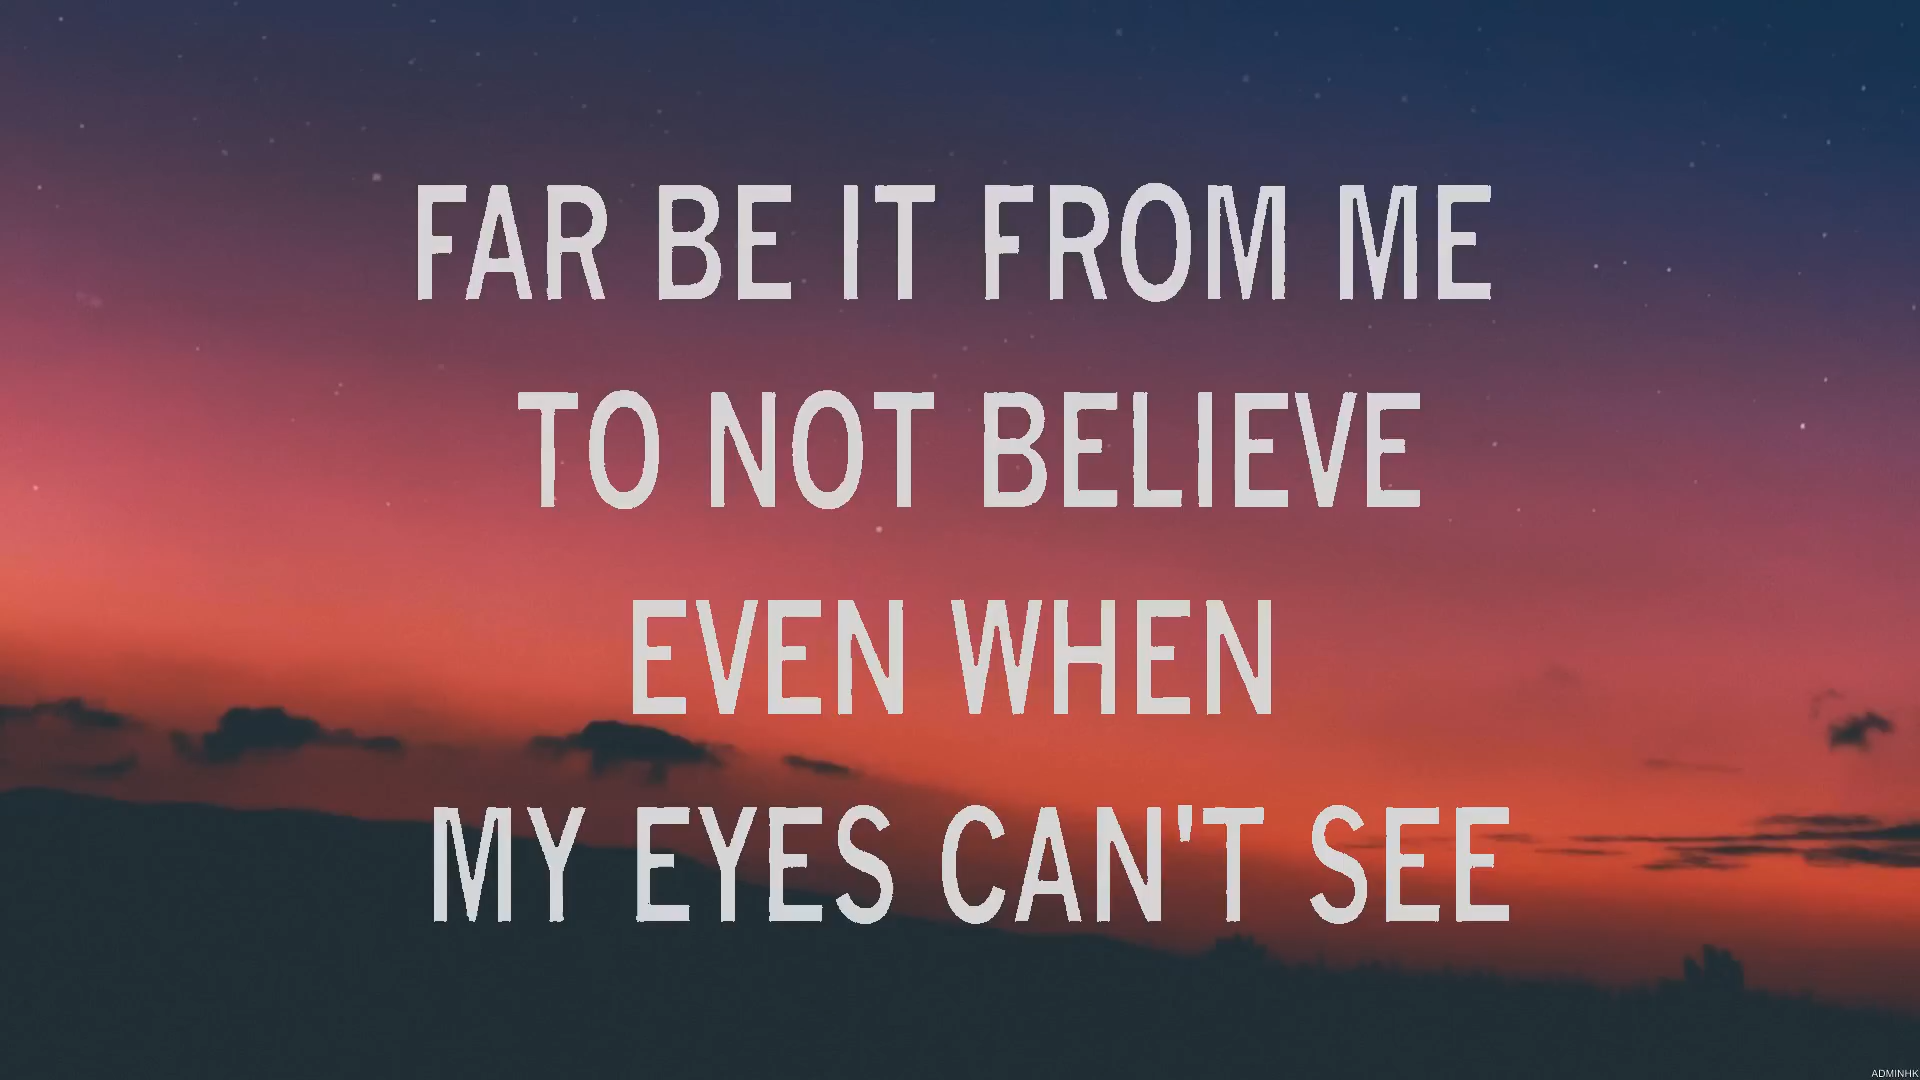 FAR BE IT FROM ME
TO NOT BELIEVE
EVEN WHEN
MY EYES CAN'T SEE
ADMINHK